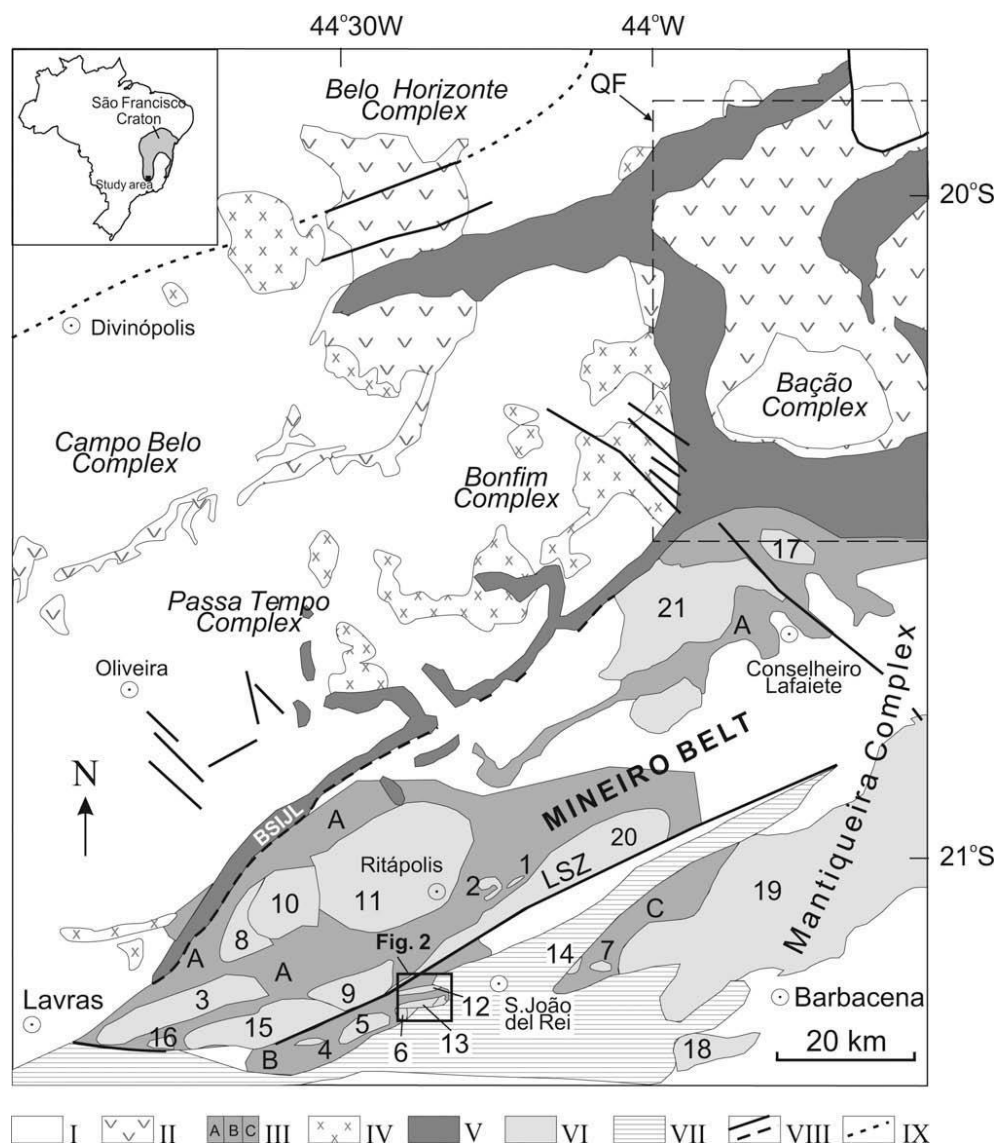 44°30'W
44°W
São Francisco
Craton
Study area
Belo Horizonte
Complex
QF
20°S
Divinópolis
Bação
Complex
Campo Belo
Complex
Bonfim
Complex
17
Passa Tempo
Complex
21
A
Oliveira
Conselheiro
Lafaiete
Mantiqueira Complex
N
MINEIRO BELT
BSIJL
A
20
21°S
Ritápolis
1
LSZ
2
10
11
19
8
C
Fig. 2
A
A
14
7
3
9
12
S.João
del Rei
Lavras
Barbacena
16
15
5
6
13
B
4
18
20 km
I
II
A B C
III
IV
V
VI
VII
VIII
IX